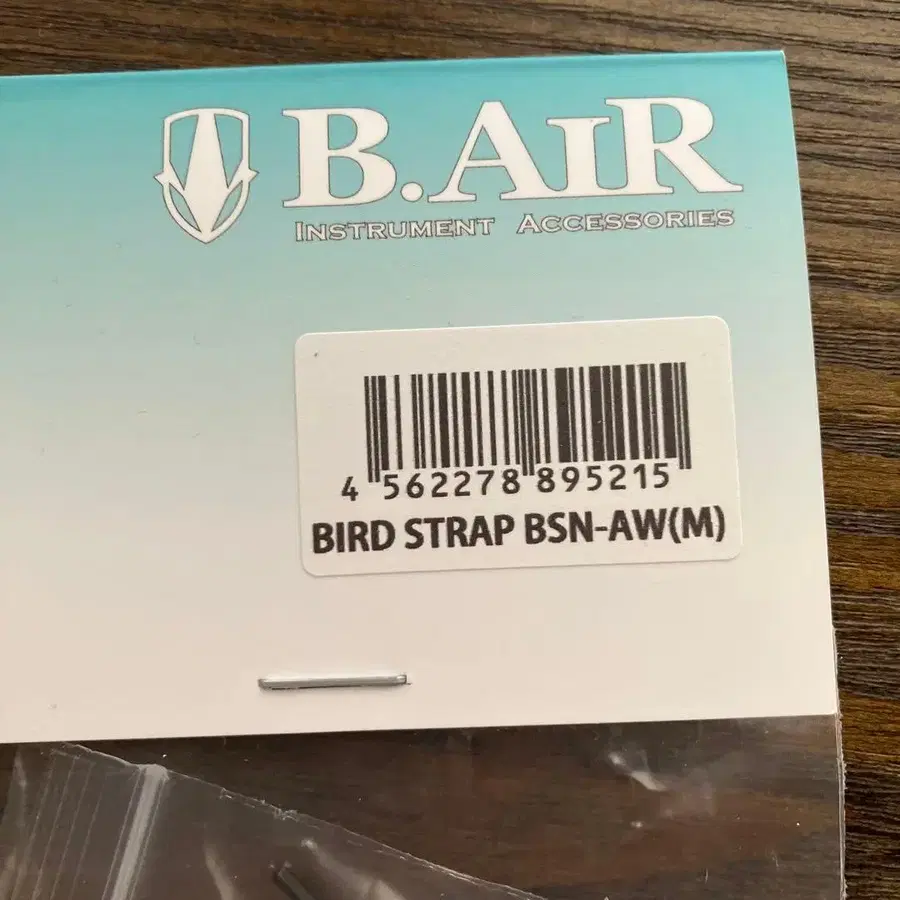 B.AIR
INSTRUMENT ACCESSORIES
4 562278 895215
BIRD STRAP BSN-AW(M)